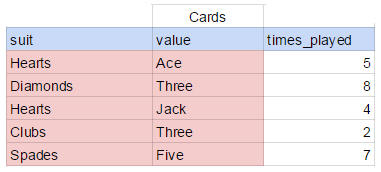 Cards
suit value times_played
Hearts Ace 5
Diamonds Three 8
Hearts Jack 4
Clubs Three 2
Spades Five 7